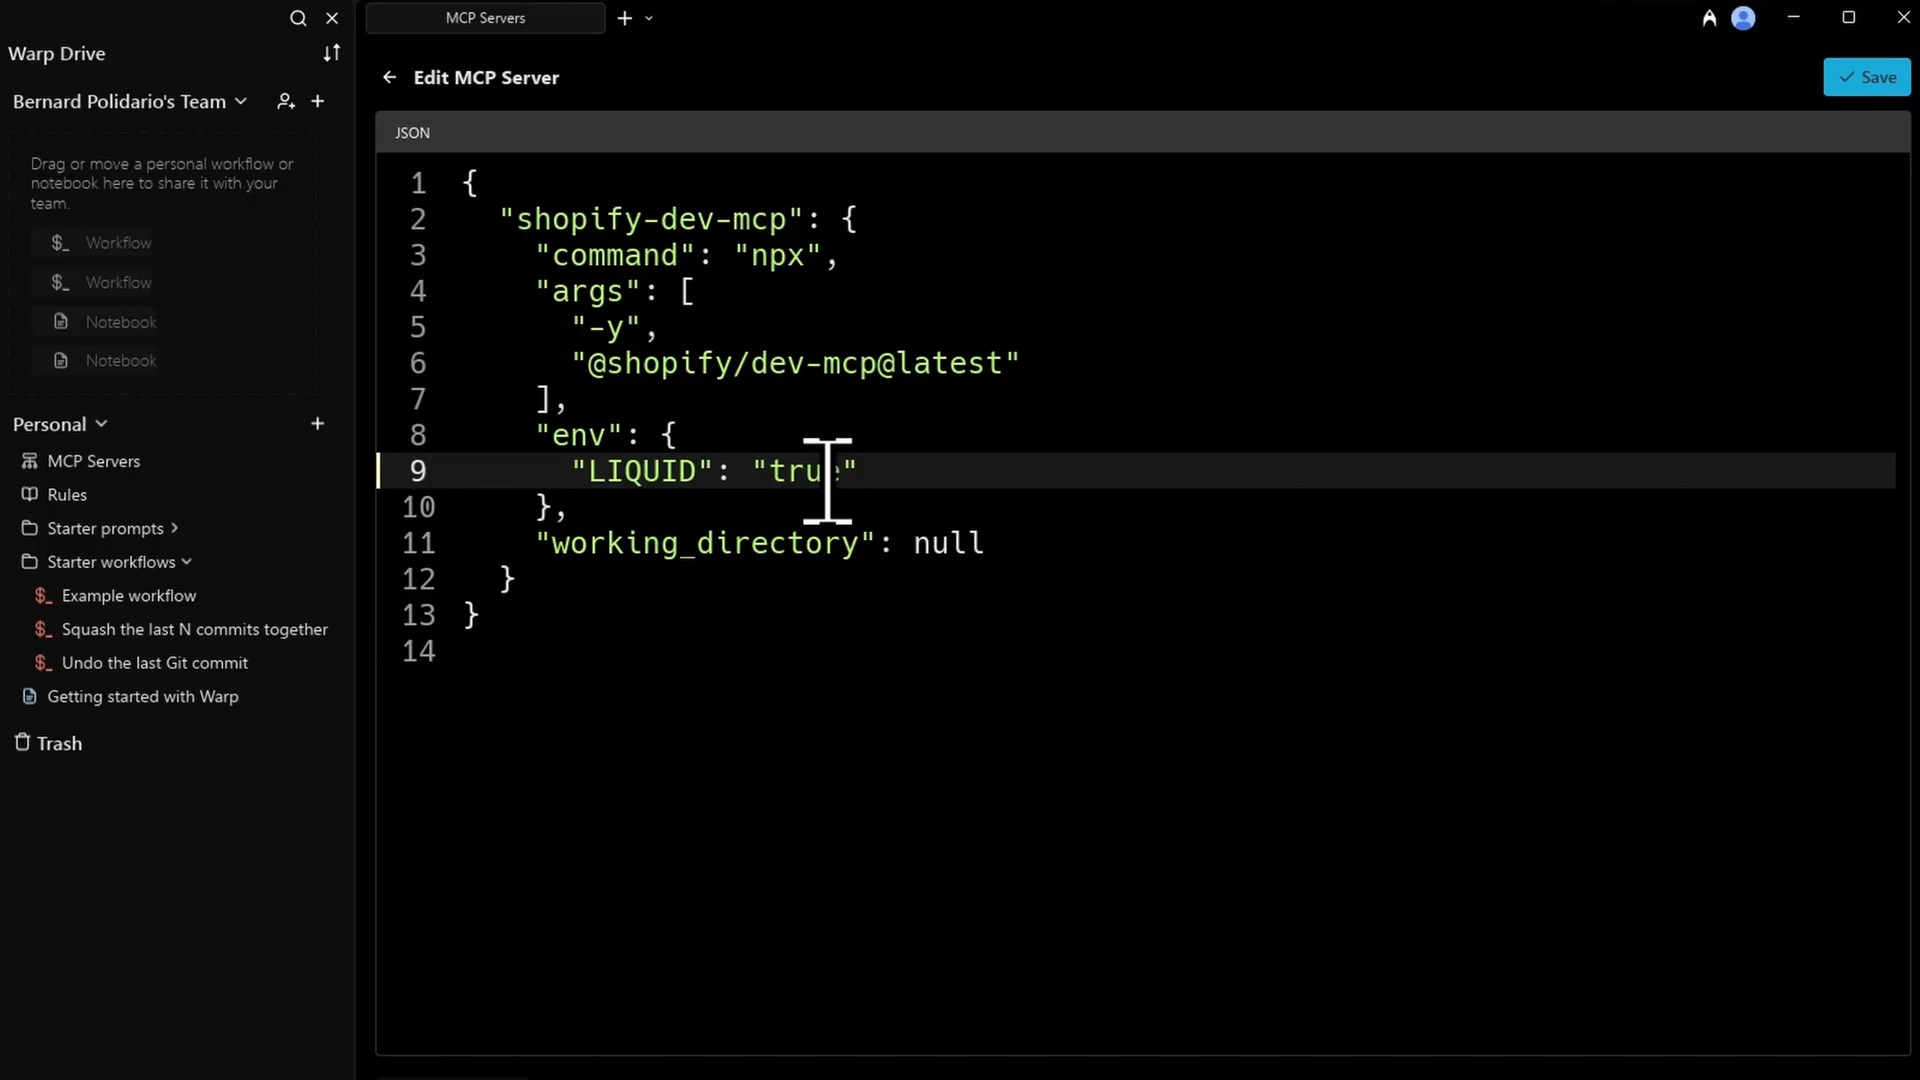 MCP Servers
Warp Drive
Bernard Polidario's Team
Drag or move a personal workflow or
notebook here to share it with your
team.
$_ Workflow
$_ Workflow
Notebook
Notebook
Personal
MCP Servers
Rules
Starter prompts
Starter workflows
$_ Example workflow
$_ Squash the last N commits together
$_ Undo the last Git commit
Getting started with Warp
Trash
Edit MCP Server
Save
JSON
1 {
2 "shopify-dev-mcp": {
3 "command": "npx",
4 "args": [
5 "-y",
6 "@shopify/dev-mcp@latest"
7 ],
8 "env": {
9 "LIQUID": "true"
10 },
11 "working_directory": null
12 }
13 }
14